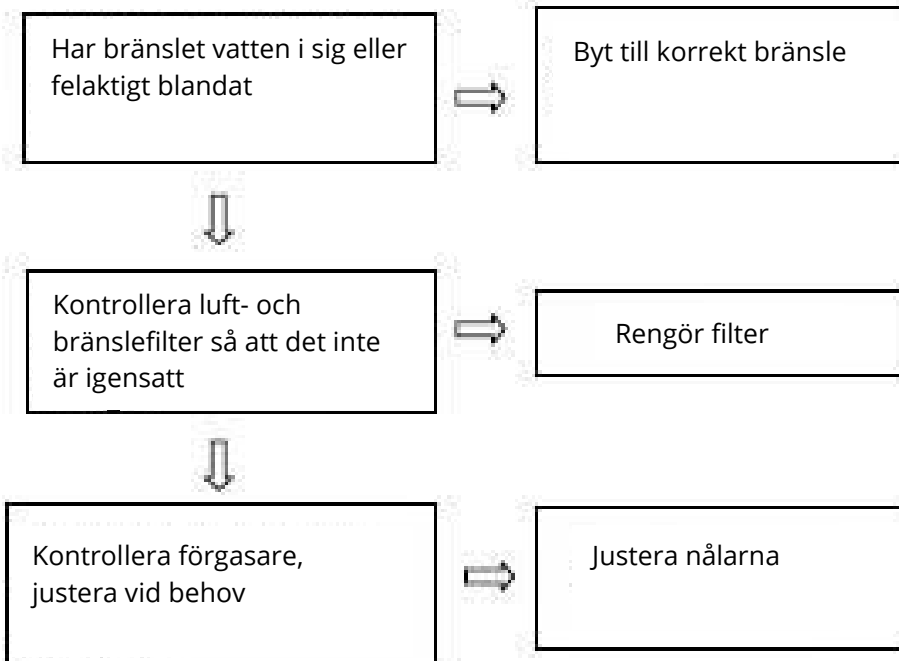 Har bränslet vatten i sig eller
felaktigt blandat
Byt till korrekt bränsle
Kontrollera luft- och
bränslefilter så att det inte
är igensatt
Rengör filter
Kontrollera förgasare,
justera vid behov
Justera nålarna